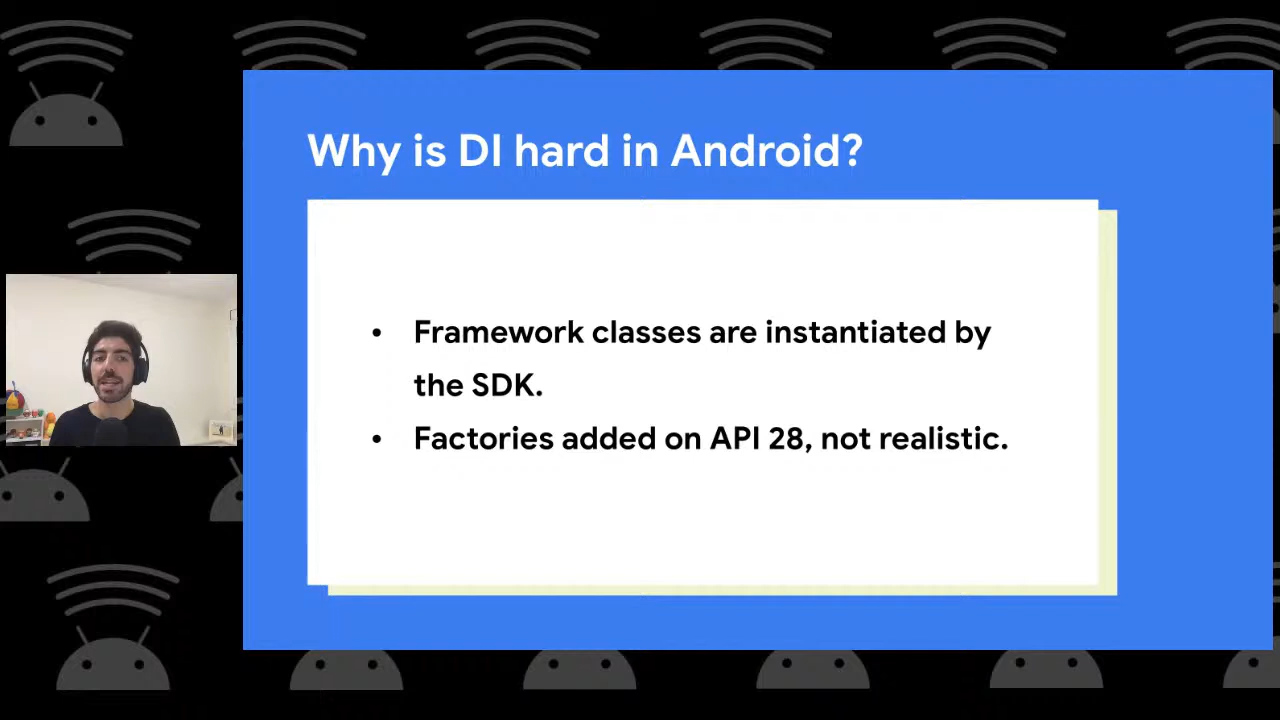 Why is DI hard in Android?
• Framework classes are instantiated by
the SDK.
• Factories added on API 28, not realistic.